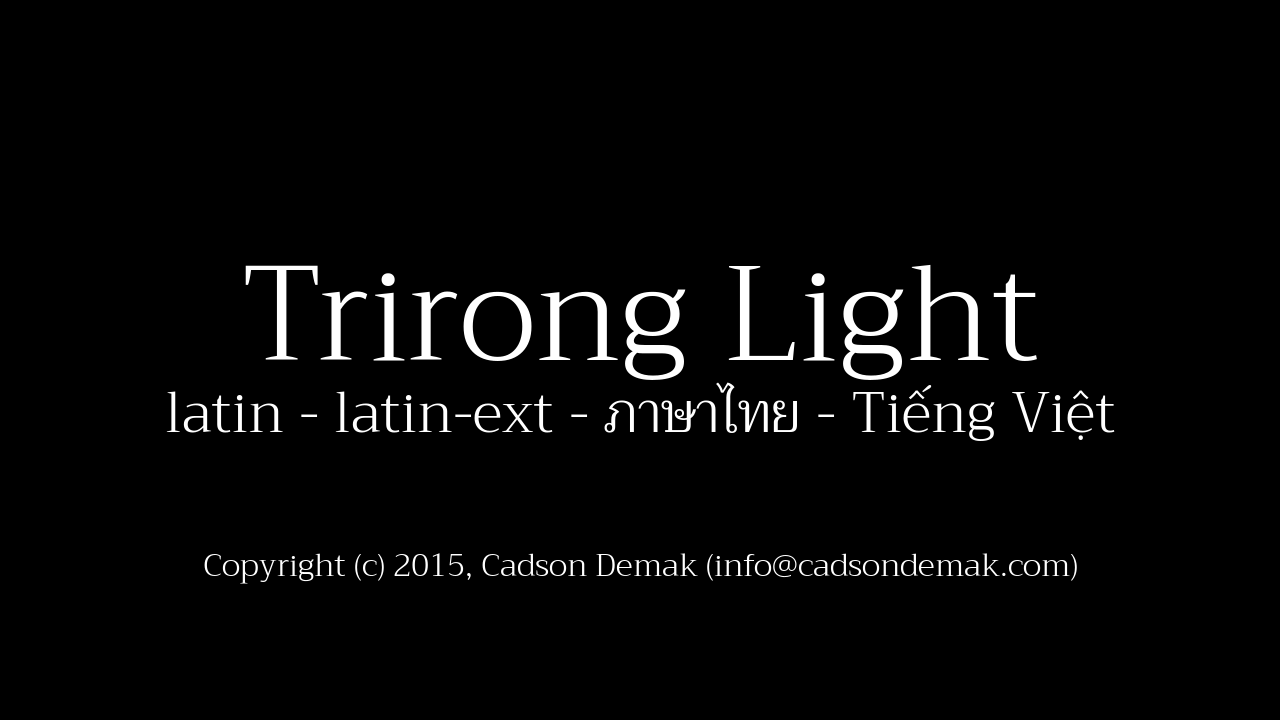 Trirong Light
latin - latin-ext - ภาษาไทย - Tiếng Việt
Copyright (c) 2015, Cadson Demak (info@cadsondemak.com)